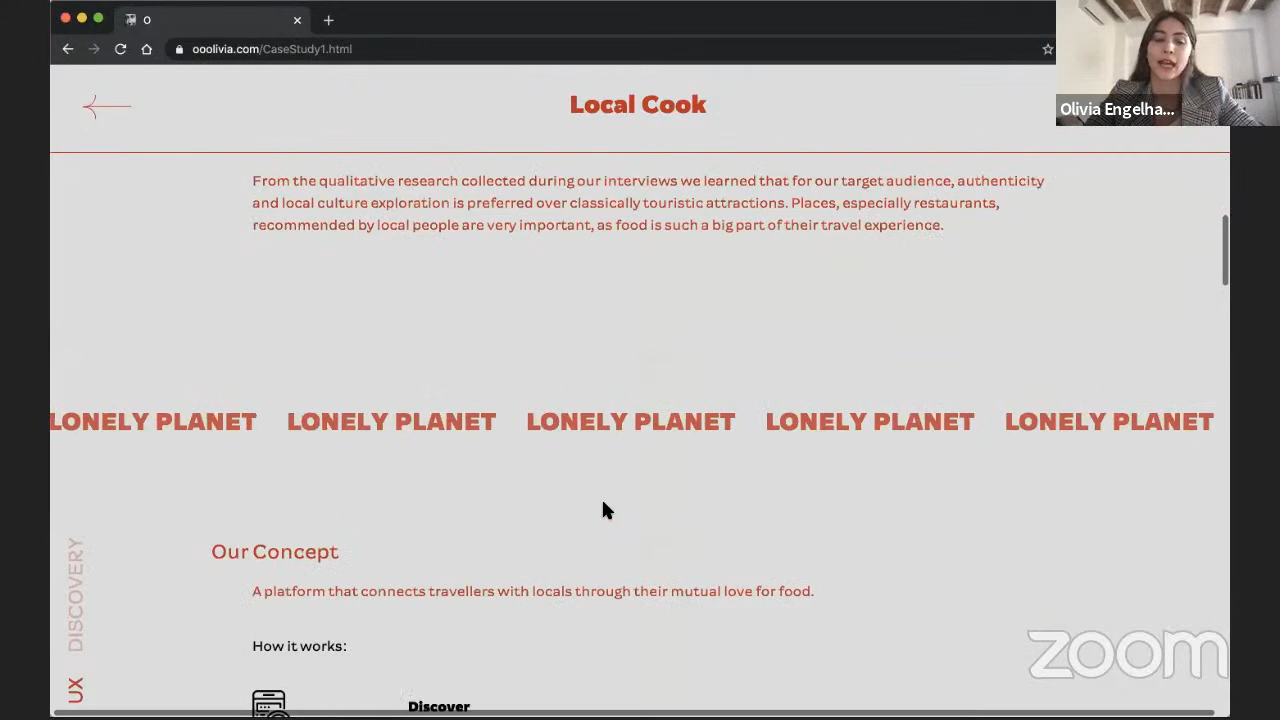 O
ooolivia.com/CaseStudy1.html
Olivia Engelha...
Local Cook
From the qualitative research collected during our interviews we learned that for our target audience, authenticity
and local culture exploration is preferred over classically touristic attractions. Places, especially restaurants,
recommended by local people are very important, as food is such a big part of their travel experience.
LONELY PLANET LONELY PLANET LONELY PLANET LONELY PLANET LONELY PLANET
Our Concept
A platform that connects travellers with locals through their mutual love for food.
How it works:
Discover
DISCOVERY
UX
zoom